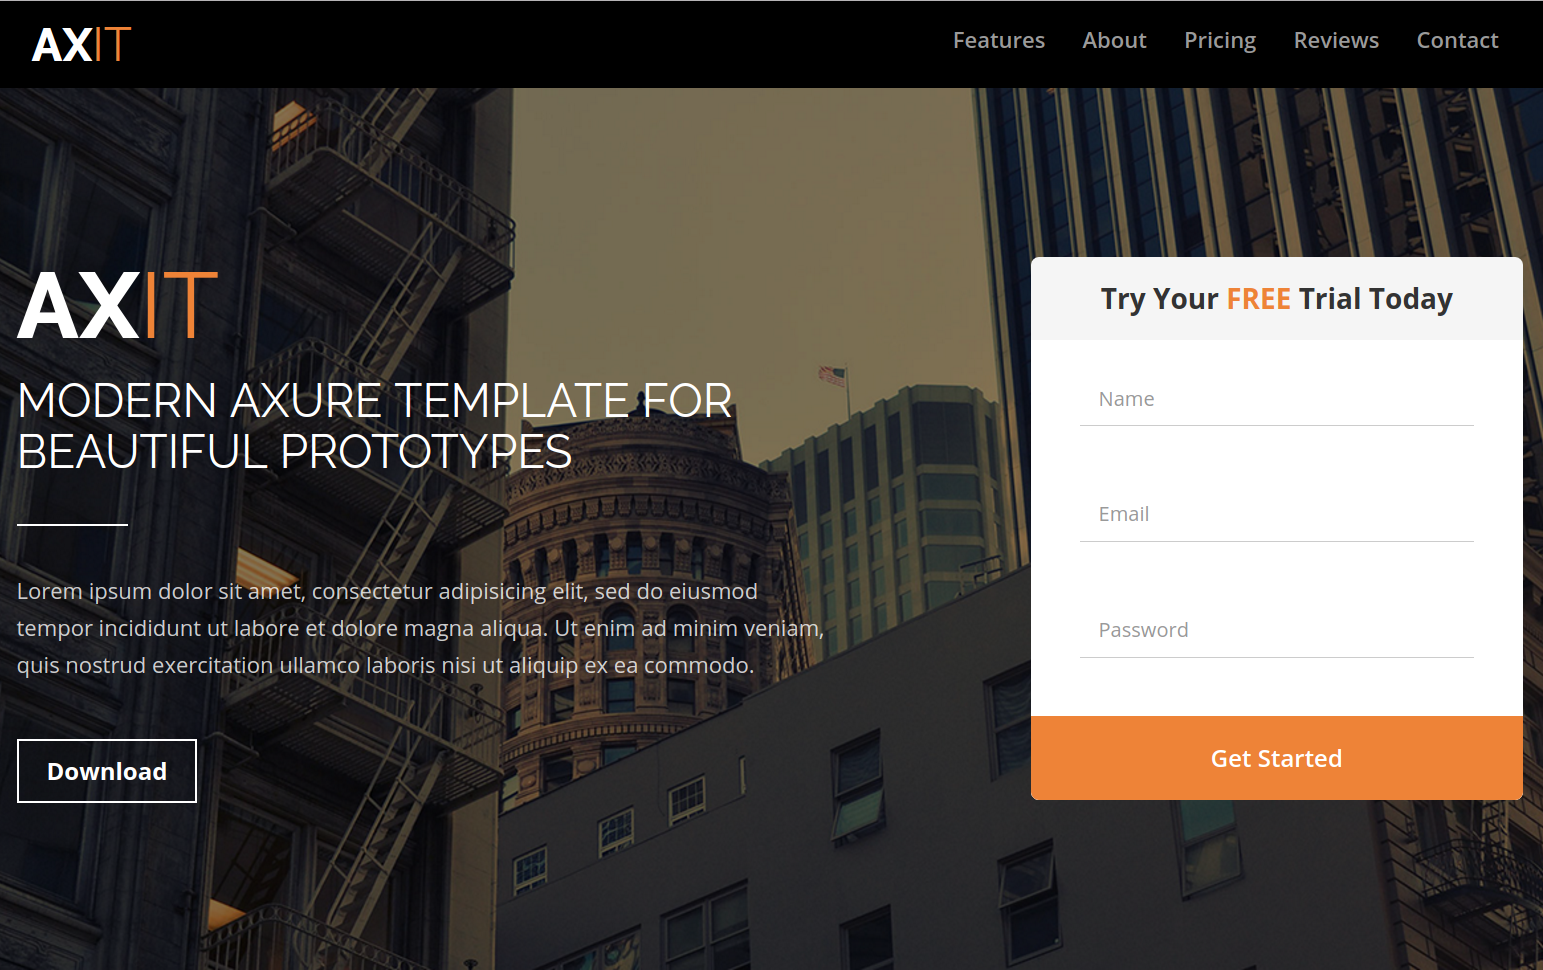 AXIT
Features About Pricing Reviews Contact
AXIT
MODERN AXURE TEMPLATE FOR
BEAUTIFUL PROTOTYPES
Lorem ipsum dolor sit amet, consectetur adipisicing elit, sed do eiusmod
tempor incididunt ut labore et dolore magna aliqua. Ut enim ad minim veniam,
quis nostrud exercitation ullamco laboris nisi ut aliquip ex ea commodo.
Download
Try Your FREE Trial Today
Name
Email
Password
Get Started